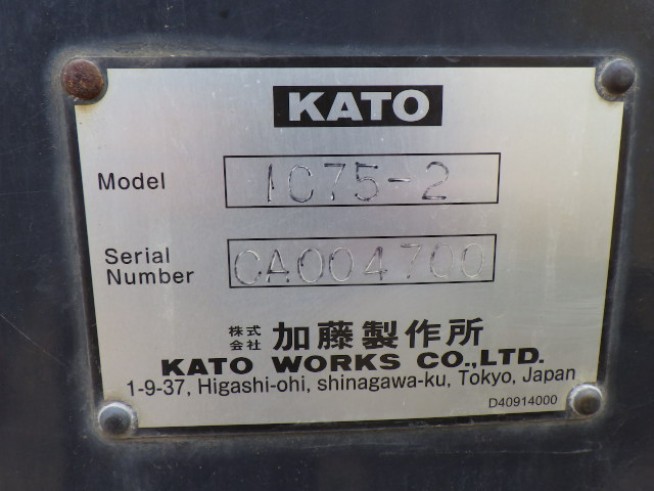 KATO
Model 1C75-2
Serial
Number CA004700
株式
会社 加藤製作所
KATO WORKS CO.,LTD.
1-9-37, Higashi-ohi, shinagawa-ku, Tokyo, Japan
D40914000